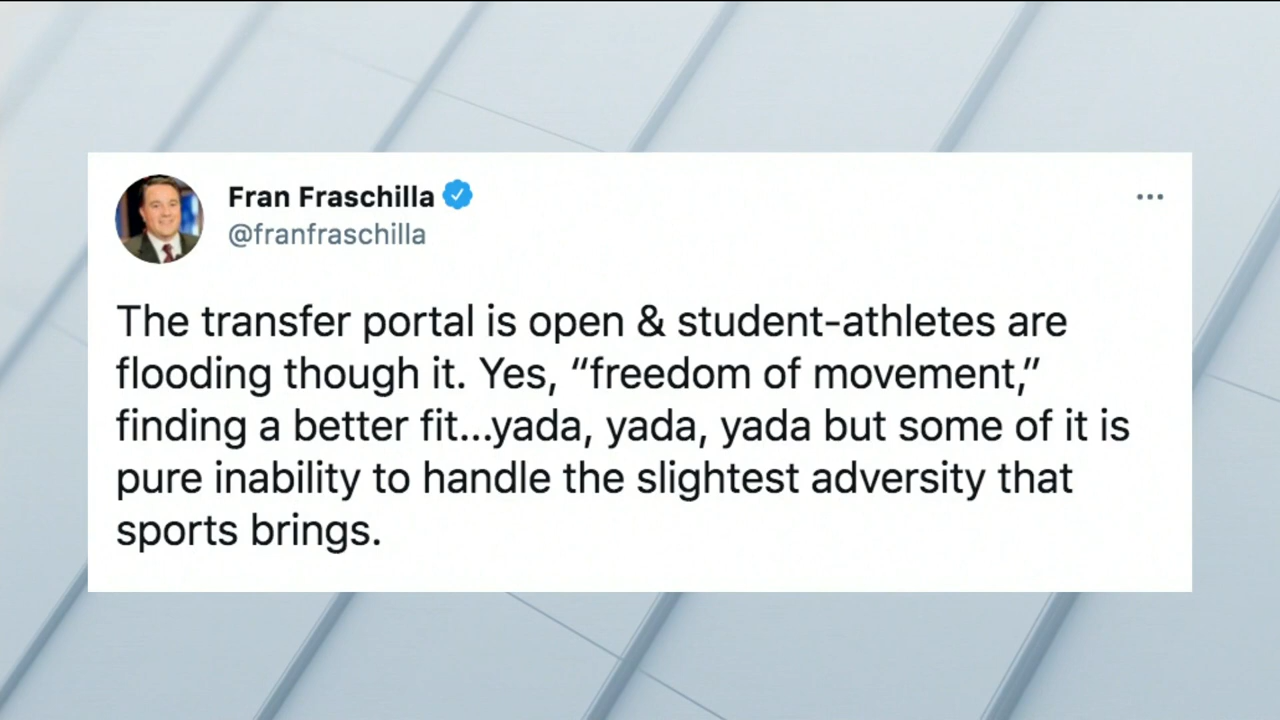 Fran Fraschilla
@franfraschilla
The transfer portal is open & student-athletes are
flooding though it. Yes, “freedom of movement,”
finding a better fit...yada, yada, yada but some of it is
pure inability to handle the slightest adversity that
sports brings.